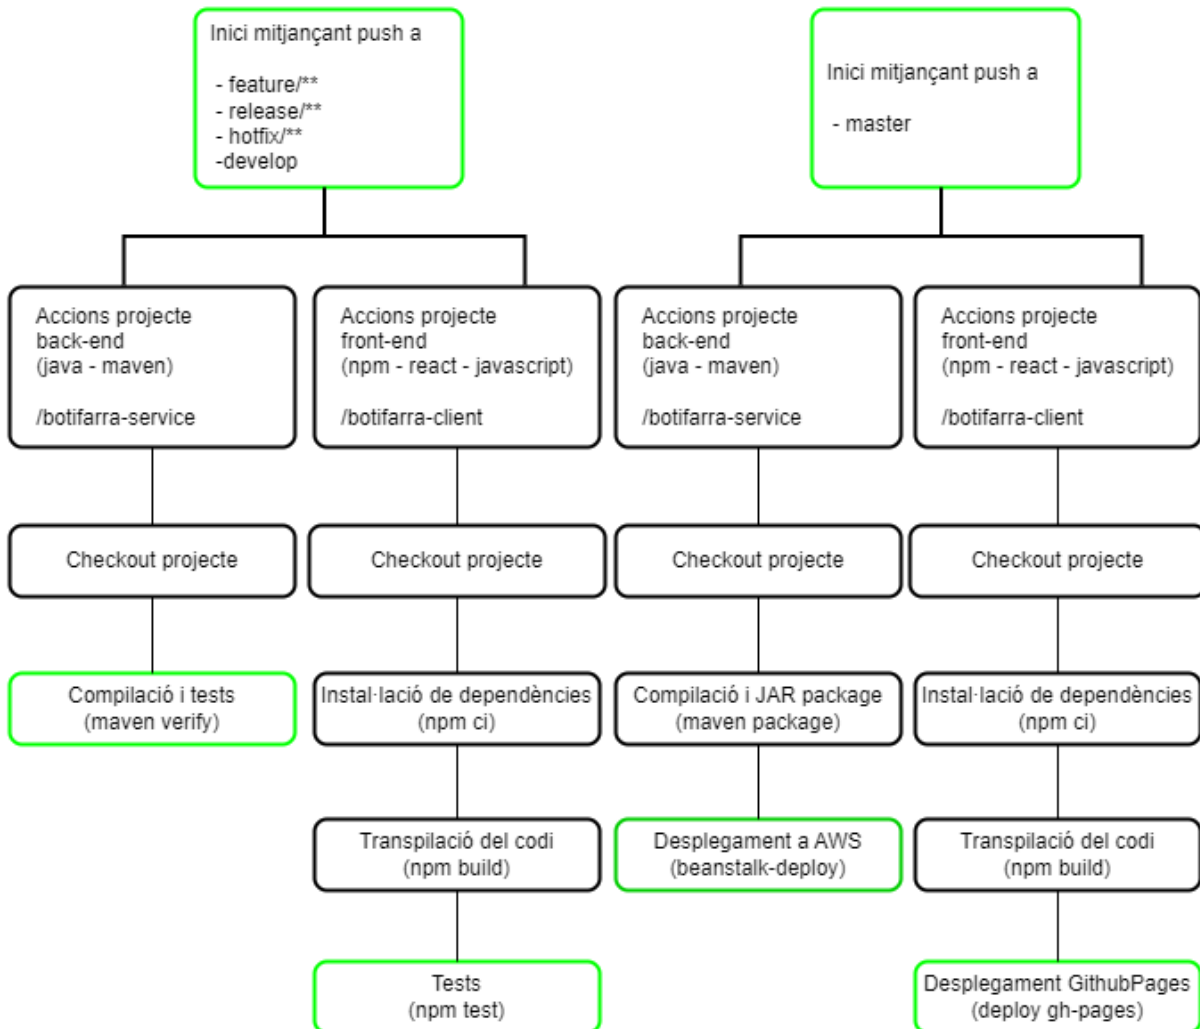 Inici mitjançant push a
- feature/**
- release/**
- hotfix/**
-develop
Inici mitjançant push a
- master
Accions projecte
back-end
(java - maven)
/botifarra-service
Accions projecte
front-end
(npm - react - javascript)
/botifarra-client
Accions projecte
back-end
(java - maven)
/botifarra-service
Accions projecte
front-end
(npm - react - javascript)
/botifarra-client
Checkout projecte
Checkout projecte
Checkout projecte
Checkout projecte
Compilació i tests
(maven verify)
Instal·lació de dependències
(npm ci)
Compilació i JAR package
(maven package)
Instal·lació de dependències
(npm ci)
Transpilació del codi
(npm build)
Desplegament a AWS
(beanstalk-deploy)
Transpilació del codi
(npm build)
Tests
(npm test)
Desplegament GithubPages
(deploy gh-pages)